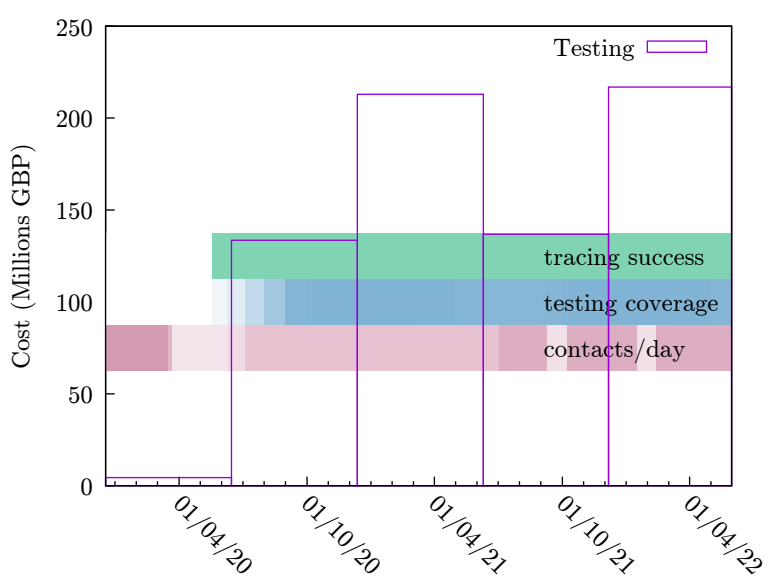 250
200
150
100
50
0
Cost (Millions GBP)
Testing
tracing success
testing coverage
contacts/day
01/04/20
01/10/20
01/04/21
01/10/21
01/04/22